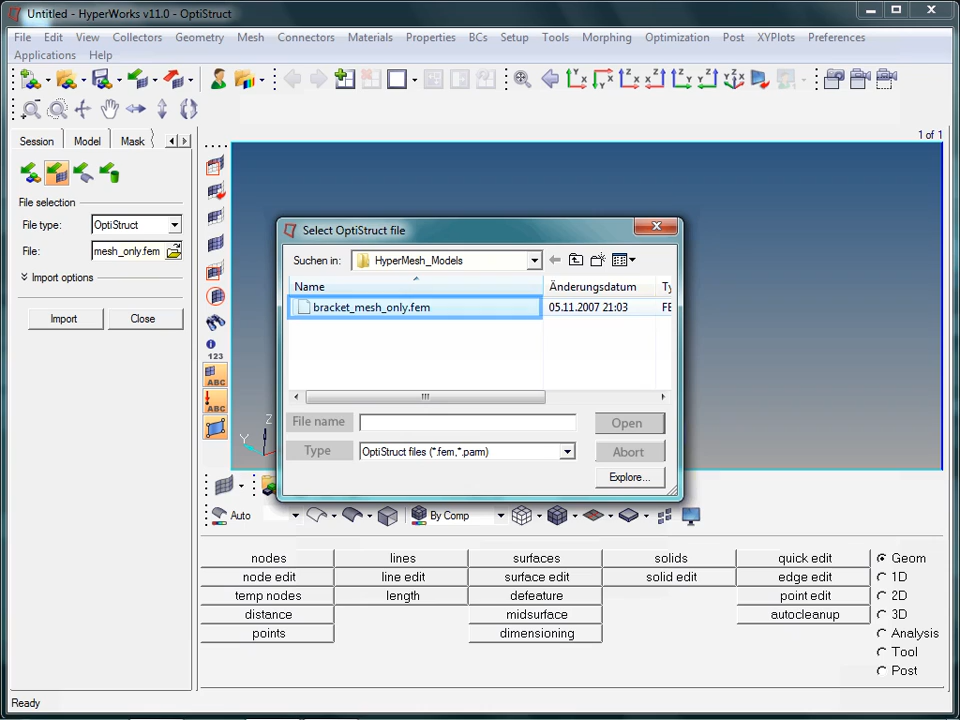 Untitled - HyperWorks v11.0 - OptiStruct
File Edit View Collectors Geometry Mesh Connectors Materials Properties BCs Setup Tools Morphing Optimization Post XYPlots Preferences
Applications Help
Session Model Mask
1 of 1
File selection
File type: OptiStruct
File: mesh_only.fem
Import options
Import Close
Select OptiStruct file
Suchen in: HyperMesh_Models
Name Änderungsdatum Ty
bracket_mesh_only.fem 05.11.2007 21:03 FE
File name Open
Type OptiStruct files (*.fem,*.parm) Abort
Explore...
123
ABC
ABC
Z
Y
Auto By Comp
nodes lines surfaces solids quick edit Geom
node edit line edit surface edit solid edit edge edit 1D
temp nodes length defeature point edit 2D
distance midsurface autocleanup 3D
points dimensioning Analysis
Tool
Post
Ready